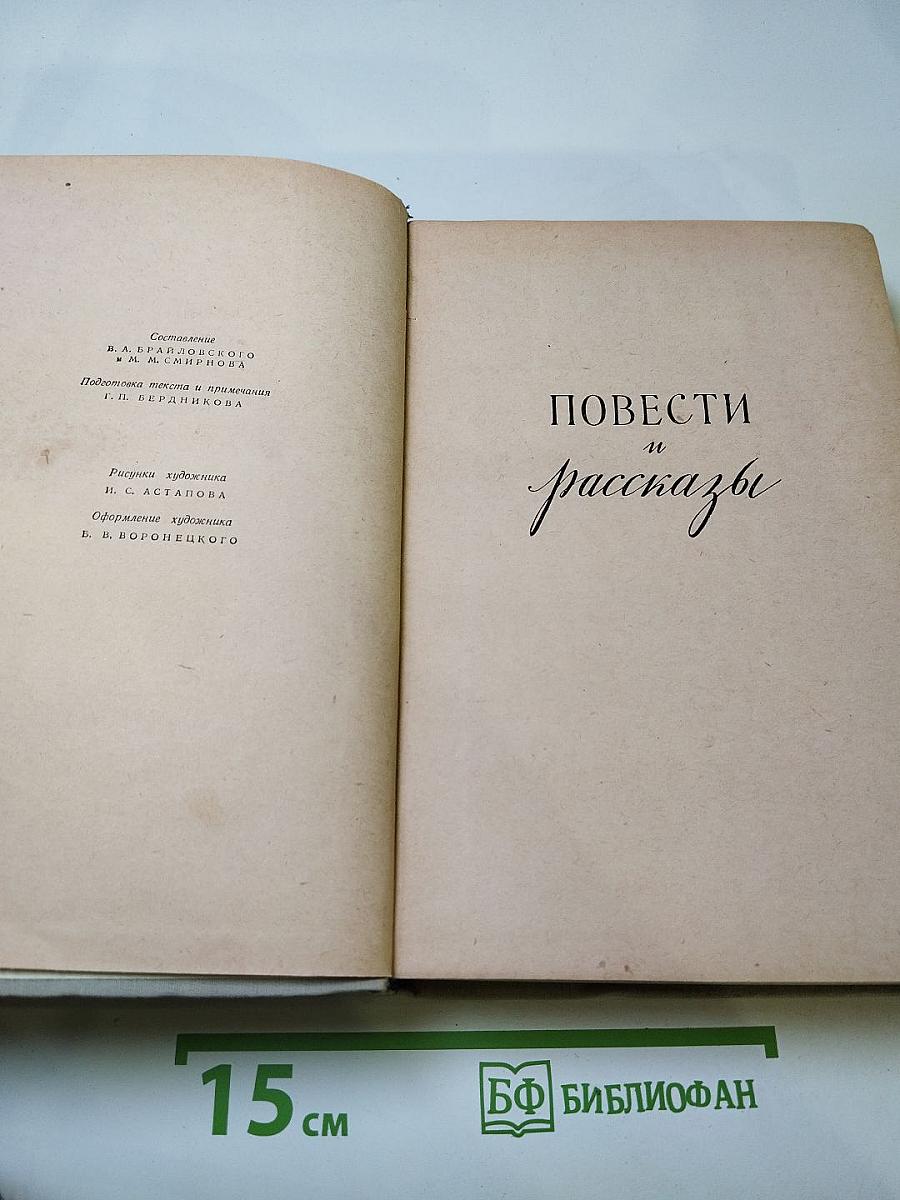 Составление
В. А. БРАЙЛОВСКОГО
и М. М. СМИРНОВА
Подготовка текста и примечания
Г. П. БЕРДНИКОВА
Рисунки художника
И. С. АСТАПОВА
Оформление художника
Б. В. ВОРОНЕЦКОГО
ПОВЕСТИ
и
рассказы
15 см
БФ БИБЛИОФАН